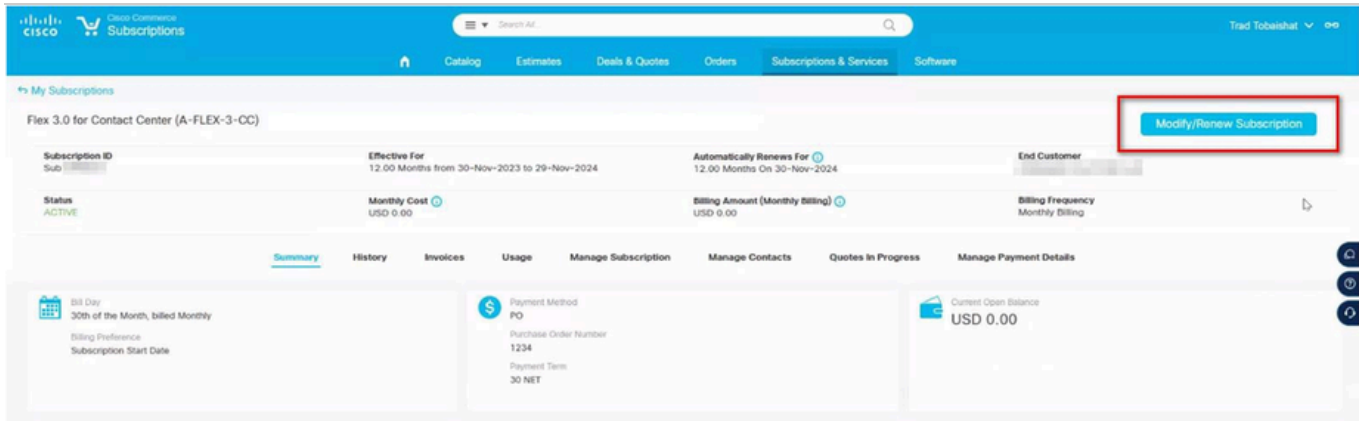 cisco
Cisco Commerce
Subscriptions
Search All...
Trad Tobaishat
Catalog Estimates Deals & Quotes Orders Subscriptions & Services Software
My Subscriptions
Flex 3.0 for Contact Center (A-FLEX-3-CC)
Modify/Renew Subscription
Subscription ID Effective For Automatically Renews For End Customer
Sub 12.00 Months from 30-Nov-2023 to 29-Nov-2024 12.00 Months On 30-Nov-2024
Status Monthly Cost Billing Amount (Monthly Billing) Billing Frequency
ACTIVE USD 0.00 USD 0.00 Monthly Billing
Summary History Invoices Usage Manage Subscription Manage Contacts Quotes In Progress Manage Payment Details
Bill Day
30th of the Month, billed Monthly
Billing Preference
Subscription Start Date
Payment Method
PO
Purchase Order Number
1234
Payment Term
30 NET
Current Open Balance
USD 0.00